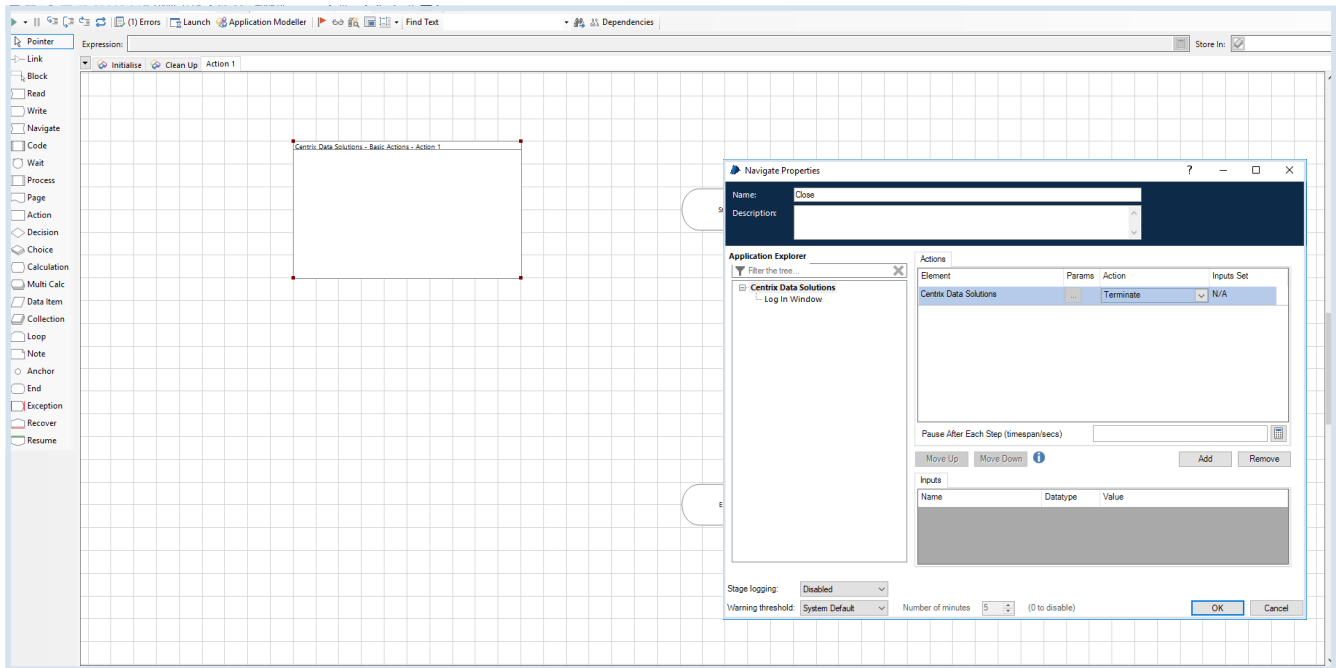 (1) Errors Launch Application Modeller Find Text Dependencies
Pointer
Expression: Store In:
Link
Initialise Clean Up Action 1
Block
Read
Write
Navigate
Code
Wait
Process
Page
Action
Decision
Choice
Calculation
Multi Calc
Data Item
Collection
Loop
Note
Anchor
End
Exception
Recover
Resume
Centrix Data Solutions - Basic Actions - Action 1
Navigate Properties
Name: Close
Description:
Application Explorer
Filter the tree...
Centrix Data Solutions
Log In Window
Actions
Element Params Action Inputs Set
Centrix Data Solutions ... Terminate N/A
Pause After Each Step (timespan/secs)
Move Up Move Down Add Remove
Inputs
Name Datatype Value
Stage logging: Disabled
Warning threshold: System Default Number of minutes 5 (0 to disable)
OK Cancel